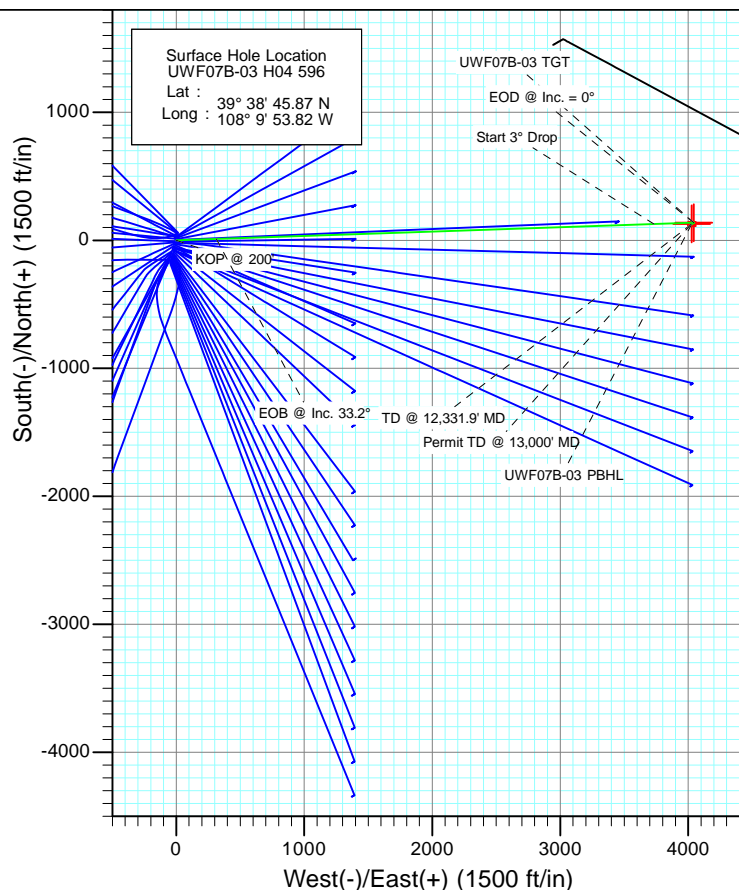 Surface Hole Location
UWF07B-03 H04 596
Lat :
39° 38' 45.87 N
Long : 108° 9' 53.82 W
UWF07B-03 TGT
EOD @ Inc. = 0°
Start 3° Drop
KOP @ 200
EOB @ Inc. 33.2°
TD @ 12,331.9' MD
Permit TD @ 13,000' MD
UWF07B-03 PBHL
South(-)/North(+) (1500 ft/in)
1000
0
-1000
-2000
-3000
-4000
0 1000 2000 3000 4000
West(-)/East(+) (1500 ft/in)